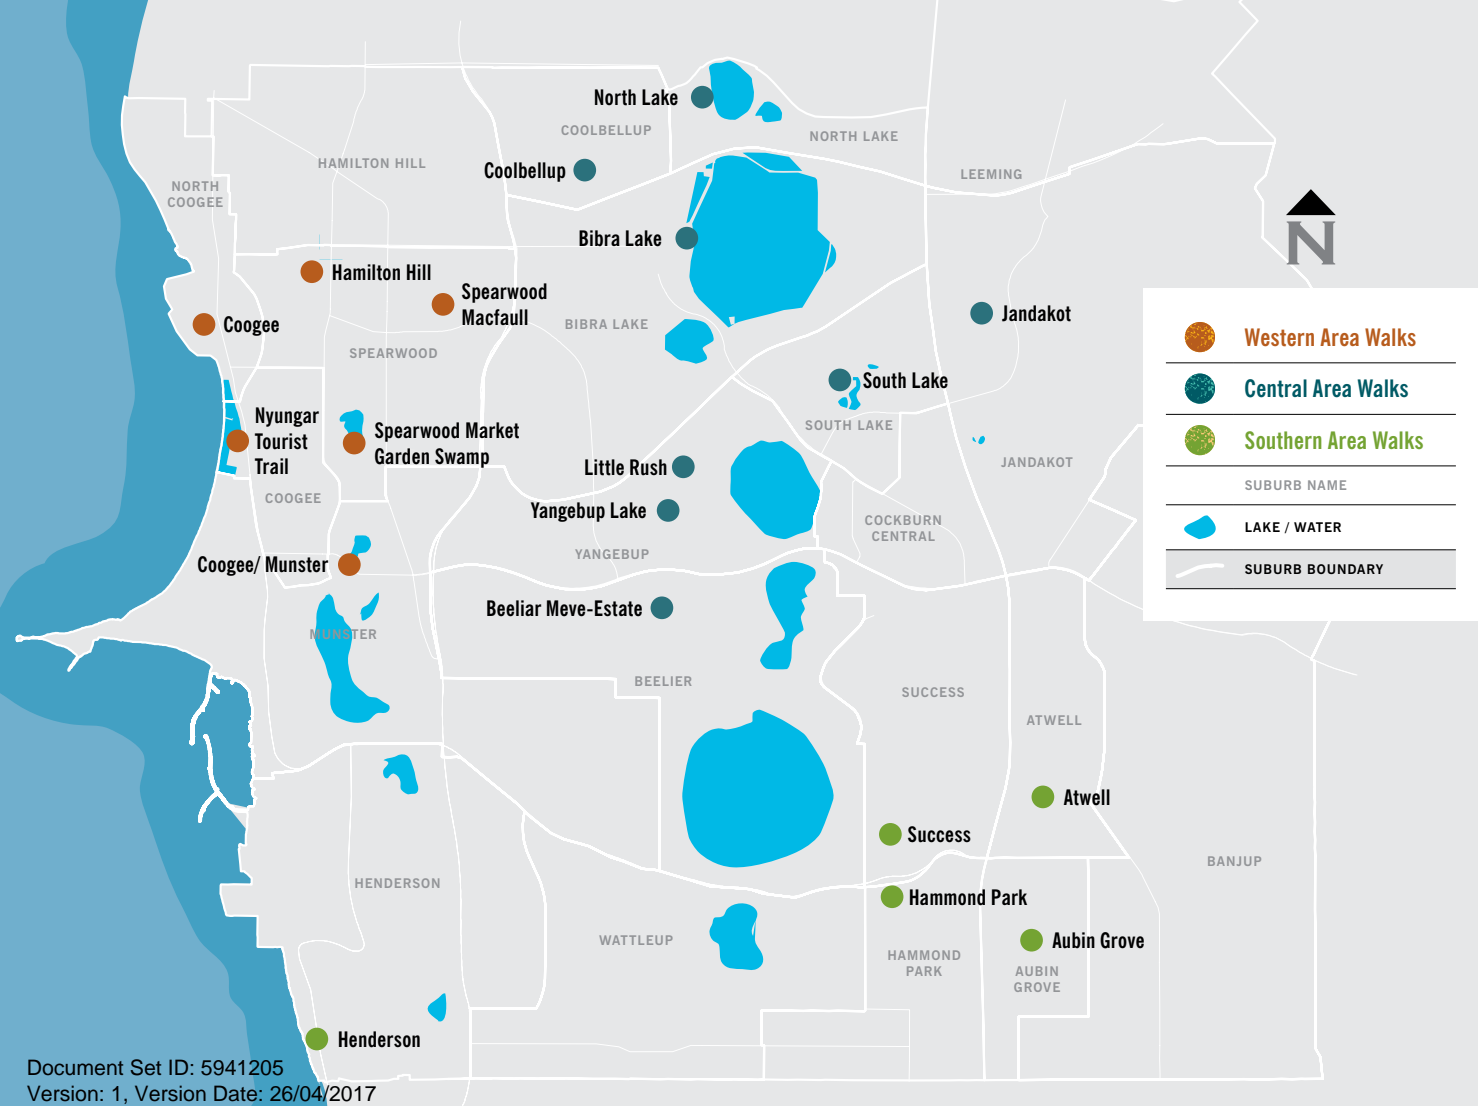 North Lake
COOLBELLUP
NORTH LAKE
HAMILTON HILL
Coolbellup
LEEMING
NORTH
COOGEE
Bibra Lake
N
Hamilton Hill
Spearwood
Macfaull
Coogee
BIBRA LAKE
Jandakot
SPEARWOOD
South Lake
Nyungar
Tourist
Trail
Spearwood Market
Garden Swamp
SOUTH LAKE
Little Rush
JANDAKOT
COOGEE
Yangebup Lake
COCKBURN
CENTRAL
YANGEBUP
Coogee/ Munster
Beeliar Meve-Estate
MUNSTER
BEELIER
SUCCESS
ATWELL
Atwell
Success
BANJUP
HENDERSON
Hammond Park
WATTLEUP
Aubin Grove
HAMMOND
PARK
AUBIN
GROVE
Henderson
Western Area Walks
Central Area Walks
Southern Area Walks
SUBURB NAME
LAKE / WATER
SUBURB BOUNDARY
Document Set ID: 5941205
Version: 1, Version Date: 26/04/2017